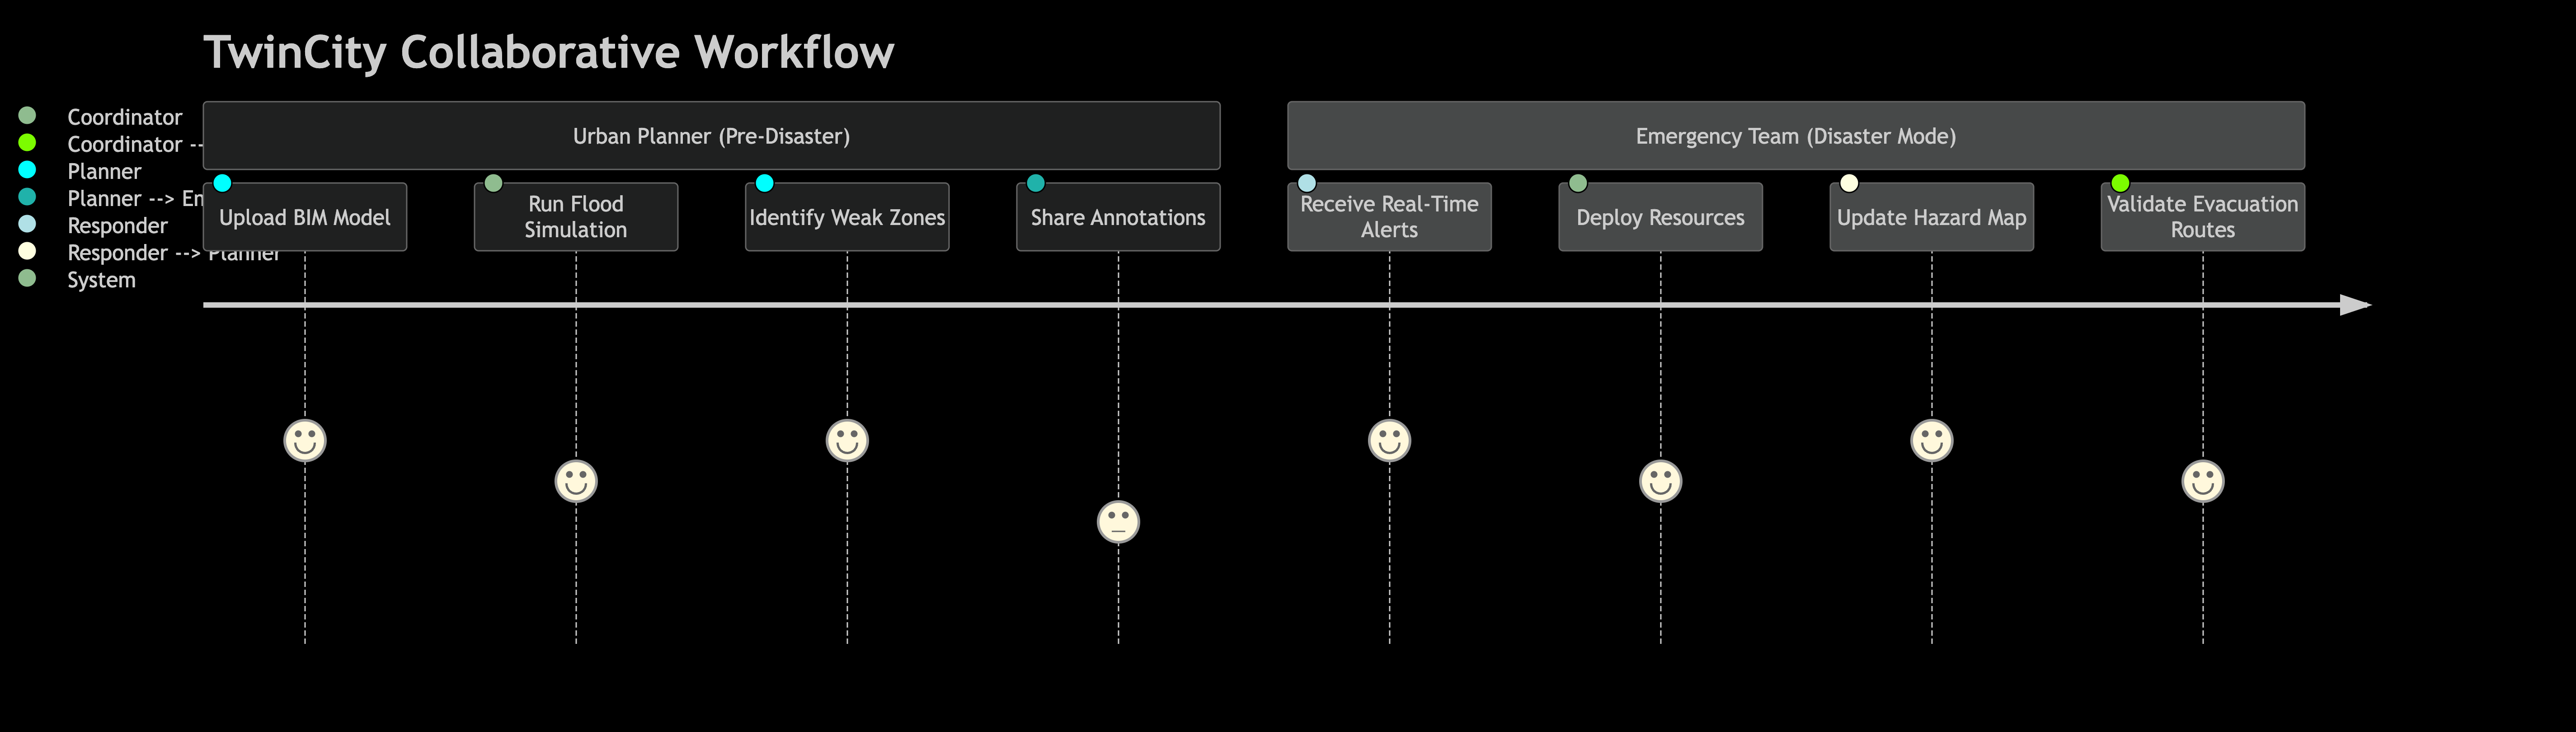 TwinCity Collaborative Workflow
Coordinator
Coordinator --
Planner
Planner --> En
Responder
Responder --> Planner
System
Urban Planner (Pre-Disaster)
Upload BIM Model
Run Flood
Simulation
Identify Weak Zones
Share Annotations
Emergency Team (Disaster Mode)
Receive Real-Time
Alerts
Deploy Resources
Update Hazard Map
Validate Evacuation
Routes